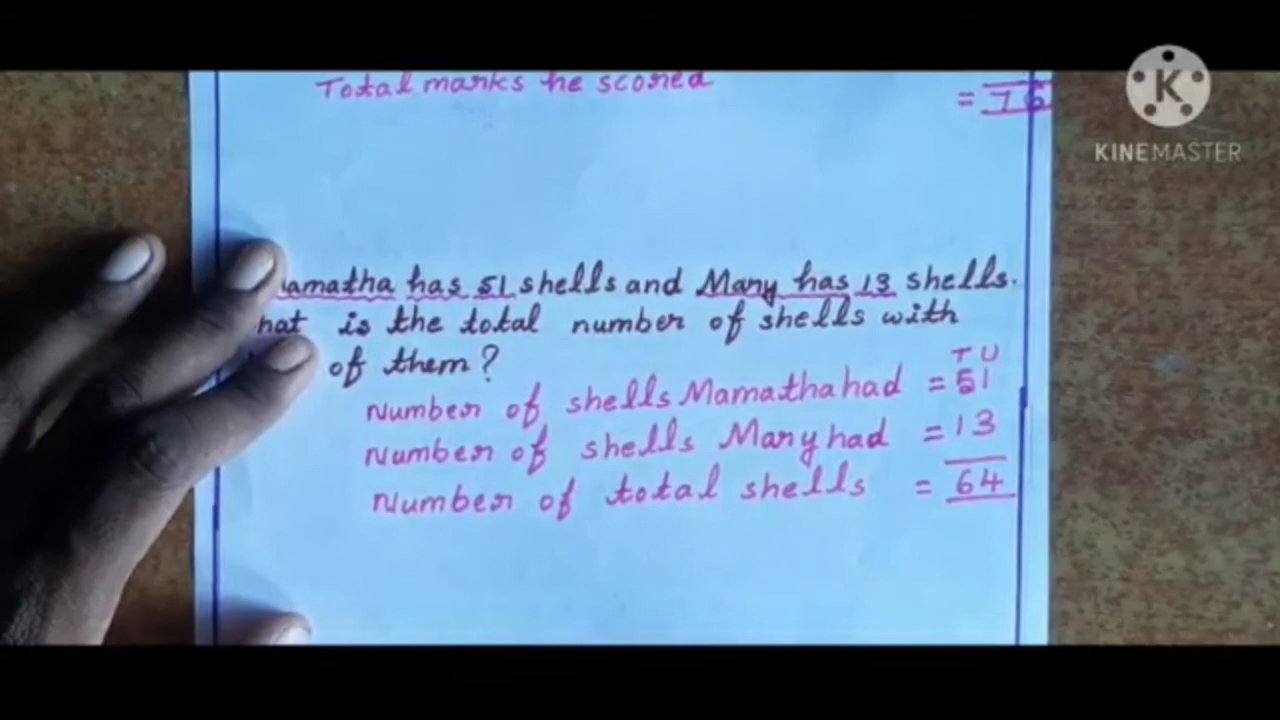 Total marks he scored = 76
KINEMASTER
amatha has 51 shells and Many has 13 shells.
hat is the total number of shells with
of them?
T U
Number of shells Mamatha had = 51
Number of shells Many had = 13
Number of total shells = 64